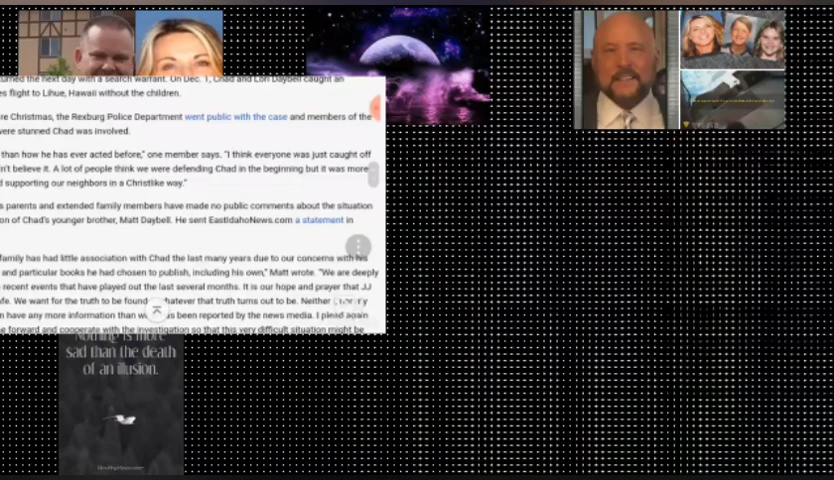 the next day with a search warrant. On Dec. 1, Chad and Lori Daybell caught an
flight to Lihue, Hawaii without the children.
Christmas, the Rexburg Police Department went public with the case and members of the
were stunned Chad was involved.
than how he has ever acted before," one member says. "I think everyone was just caught off
believe it. A lot of people think we were defending Chad in the beginning but it was more
supporting our neighbors in a Christlike way."
parents and extended family members have made no public comments about the situation
of Chad's younger brother, Matt Daybell. He sent EastIdahoNews.com a statement in
family has had little association with Chad the last many years due to our concerns with his
and particular books he had chosen to publish, including his own," Matt wrote. "We are deeply
recent events that have played out the last several months. It is our hope and prayer that JJ
We want for the truth to be found whatever that truth turns out to be. Neither
have any more information than been reported by the news media. I plead again
forward and cooperate with the investigation so that this very difficult situation might be
Nothing is more
sad than the death
of an illusion.